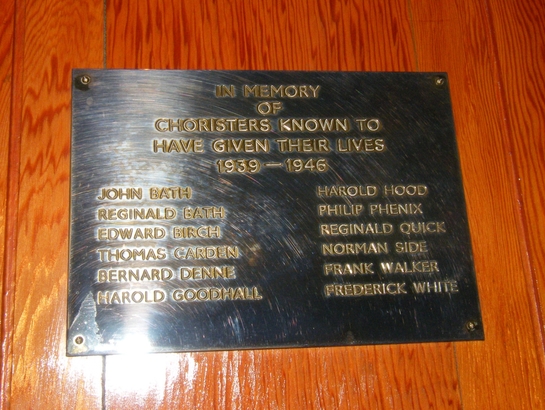 IN MEMORY
OF
CHORISTERS KNOWN TO
HAVE GIVEN THEIR LIVES
1939—1946
JOHN BATH
REGINALD BATH
EDWARD BIRCH
THOMAS CARDEN
BERNARD DENNE
HAROLD GOODHALL
HAROLD HOOD
PHILIP PHENIX
REGINALD QUICK
NORMAN SIDE
FRANK WALKER
FREDERICK WHITE